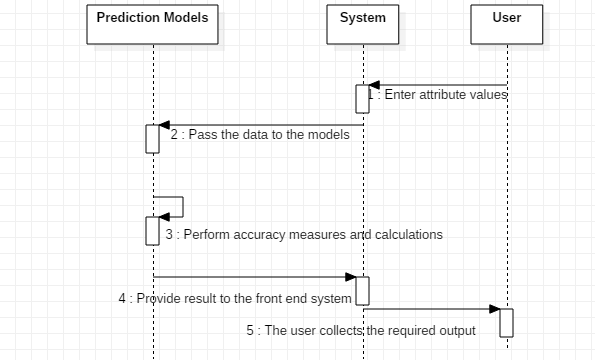 Prediction Models
System
User
1 : Enter attribute values
2 : Pass the data to the models
3 : Perform accuracy measures and calculations
4 : Provide result to the front end system
5 : The user collects the required output